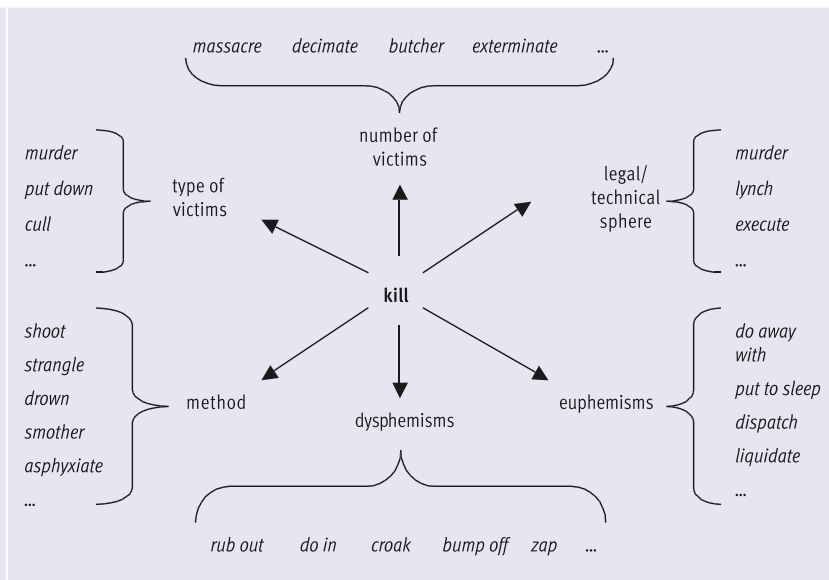 massacre decimate butcher exterminate ...
number of
victims
murder
put down
cull
...
type of
victims
legal/
technical
sphere
murder
lynch
execute
...
kill
shoot
strangle
drown
smother
asphyxiate
...
method
dysphemisms
euphemisms
do away
with
put to sleep
dispatch
liquidate
...
rub out do in croak bump off zap ...